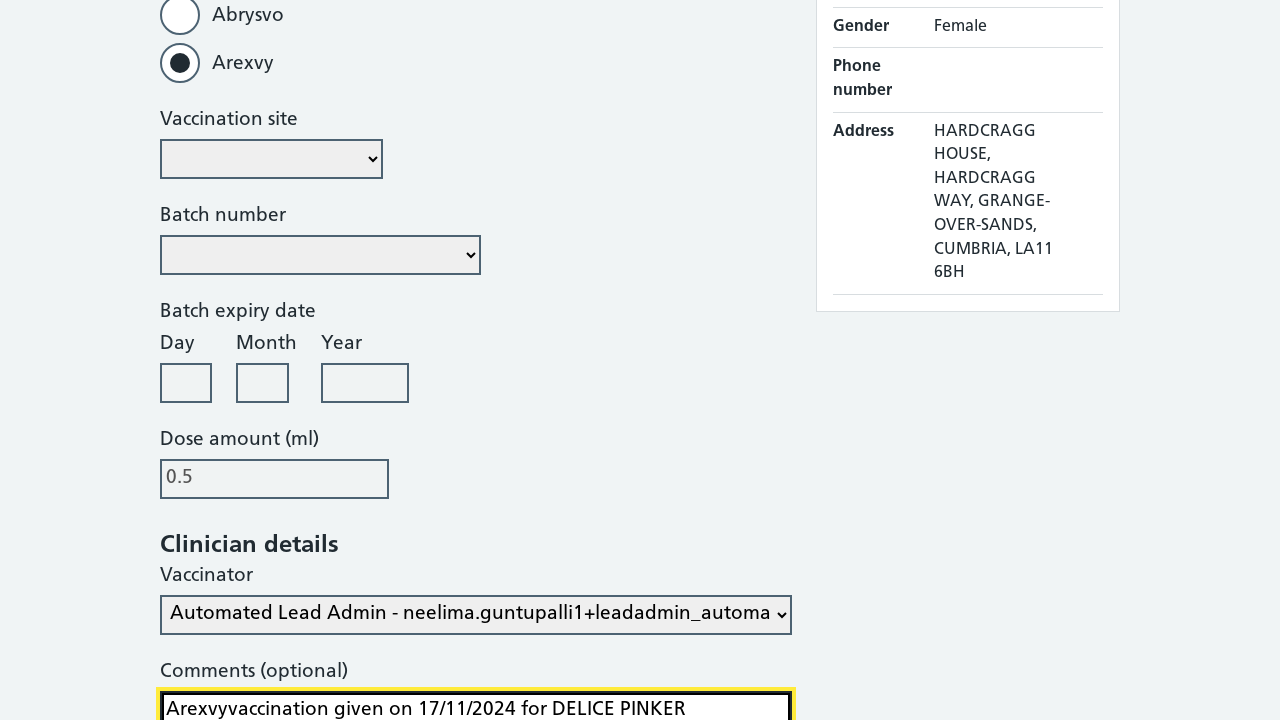 Abrysvo
Arexvy
Vaccination site
Batch number
Batch expiry date
Day Month Year
Dose amount (ml)
0.5
Clinician details
Vaccinator
Automated Lead Admin - neelima.guntupalli1+leadadmin_automa
Comments (optional)
Arexvyvaccination given on 17/11/2024 for DELICE PINKER
Gender Female
Phone
number
Address HARDCRAGG
HOUSE,
HARDCRAGG
WAY, GRANGE-
OVER-SANDS,
CUMBRIA, LA11
6BH